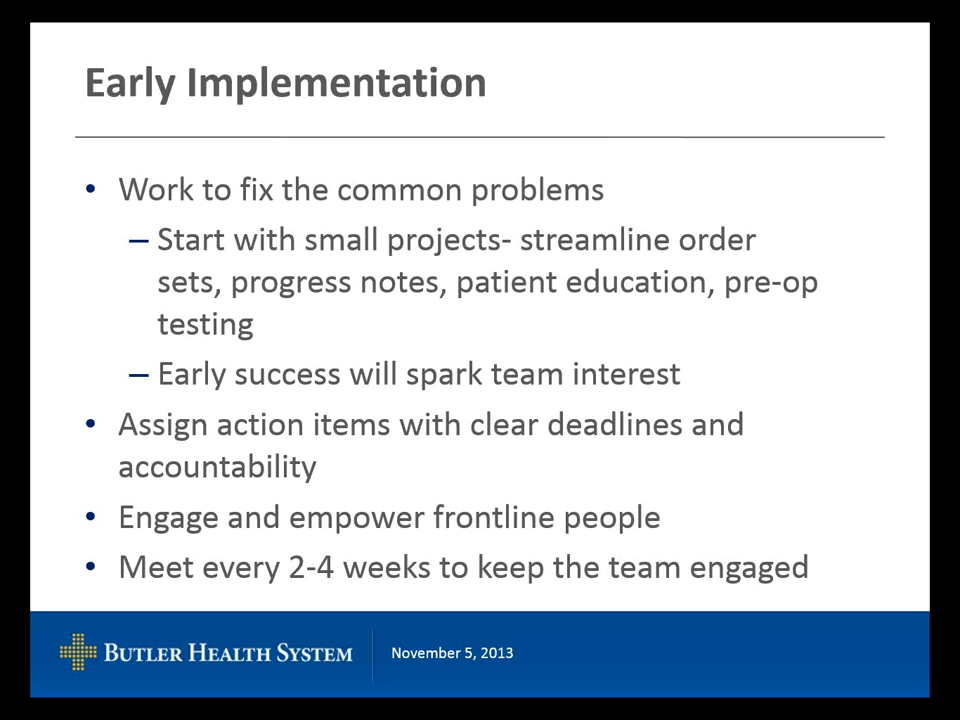 Early Implementation
• Work to fix the common problems
– Start with small projects- streamline order
sets, progress notes, patient education, pre-op
testing
– Early success will spark team interest
• Assign action items with clear deadlines and
accountability
• Engage and empower frontline people
• Meet every 2-4 weeks to keep the team engaged
BUTLER HEALTH SYSTEM
November 5, 2013